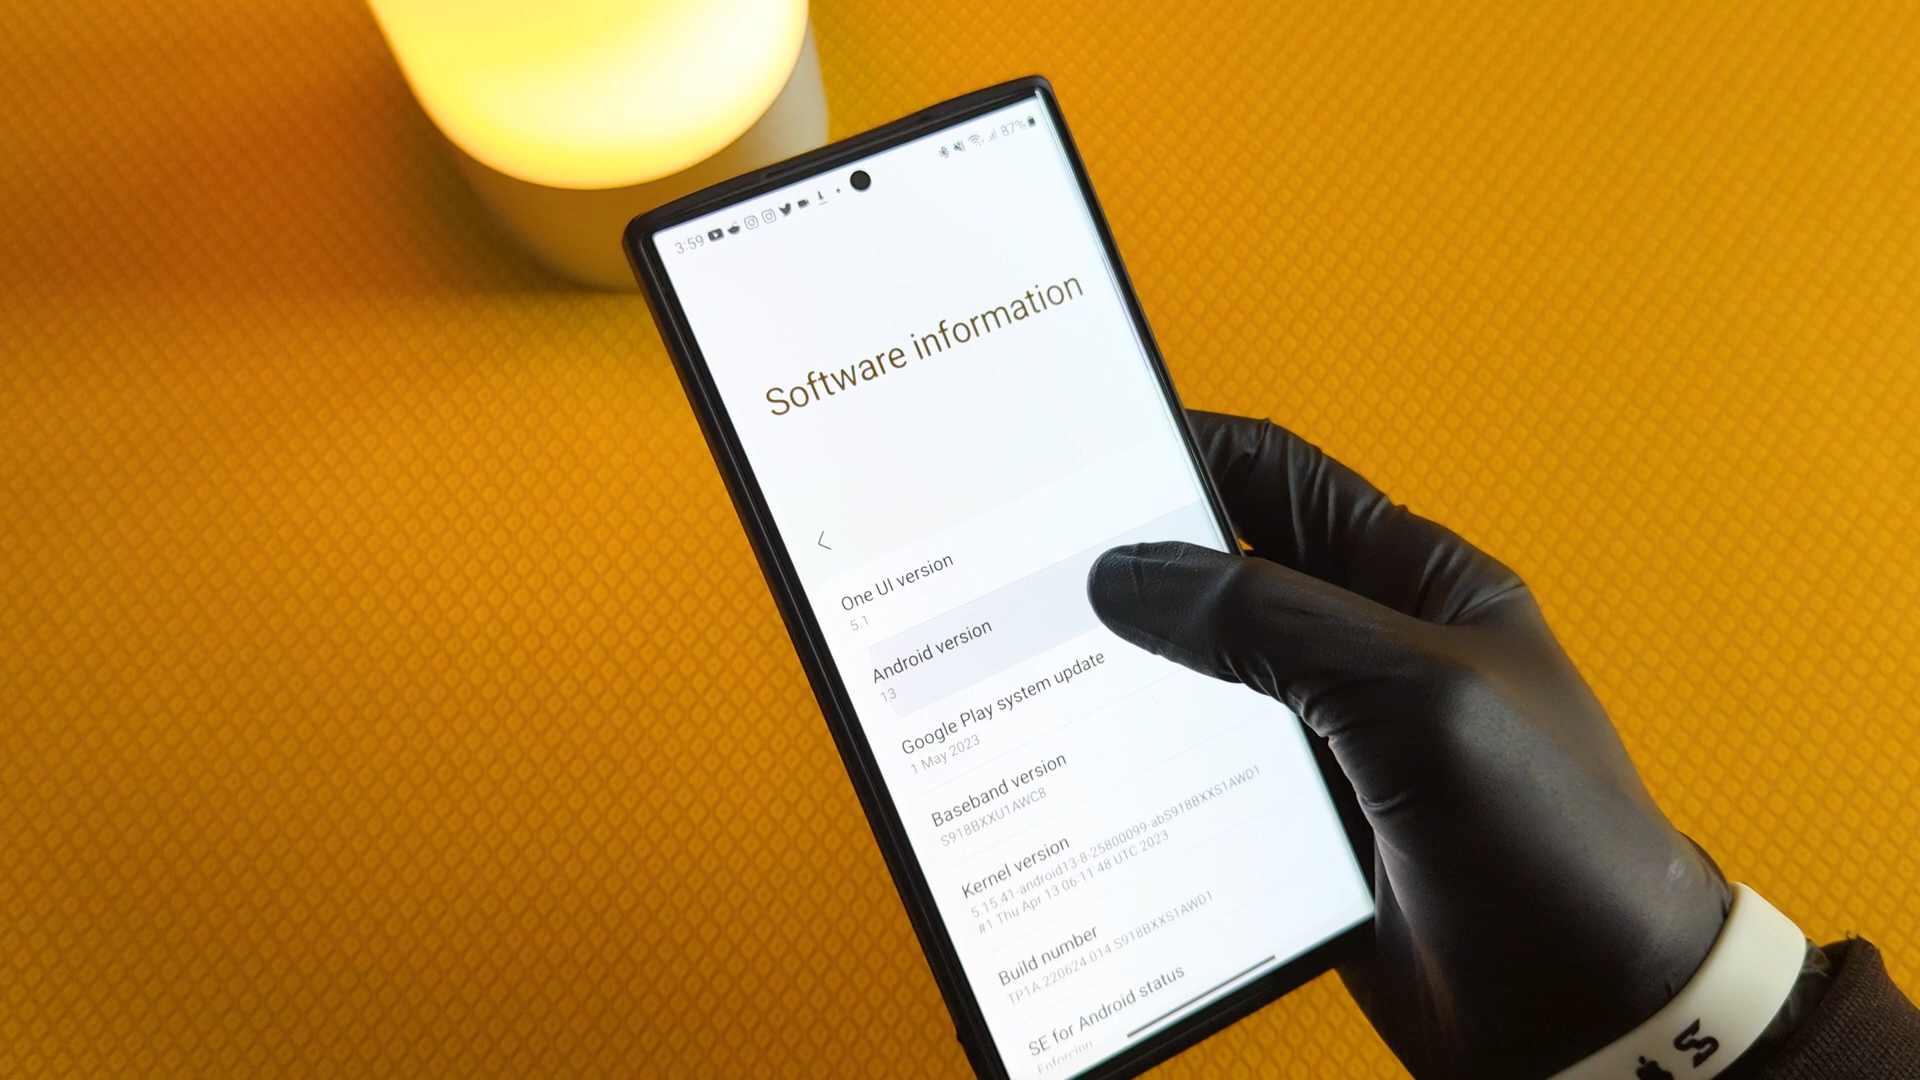 3:59
87%
Software information
One UI version
5.1
Android version
13
Google Play system update
1 May 2023
Baseband version
S918BXXU1AWC8
Kernel version
5.15.41-android13-8-25800099-abS918BXXS1AWD1
#1 Thu Apr 13 06:11:48 UTC 2023
Build number
TP1A.220624.014.S918BXXS1AWD1
SE for Android status
Enforcing